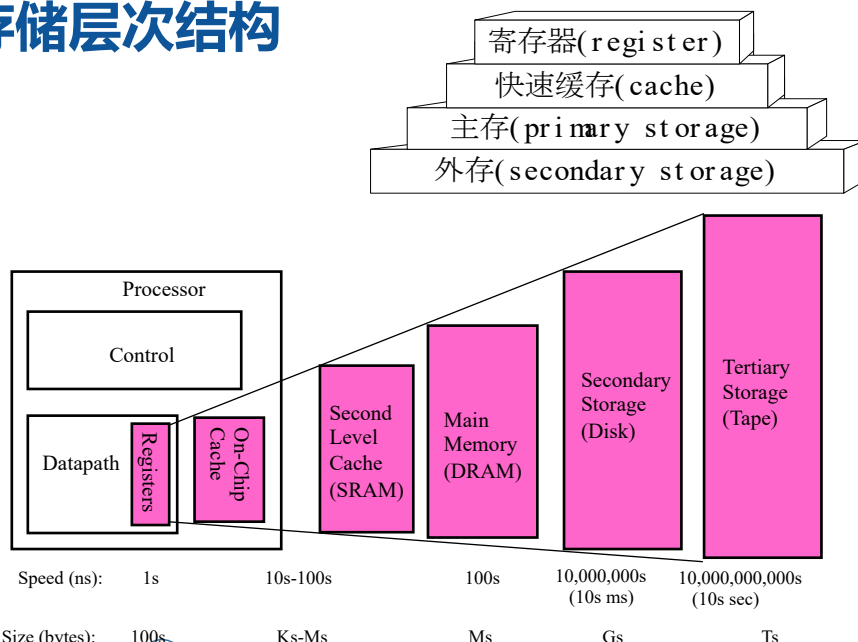 存储层次结构
寄存器(register)
快速缓存(cache)
主存(primary storage)
外存(secondary storage)
Processor
Control
Datapath
Registers
On-Chip
Cache
Second
Level
Cache
(SRAM)
Main
Memory
(DRAM)
Secondary
Storage
(Disk)
Tertiary
Storage
(Tape)
Speed (ns): 1s 10s-100s 100s 10,000,000s 10,000,000,000s
(10s ms) (10s sec)
Size (bytes): 100s Ks-Ms Ms Gs Ts